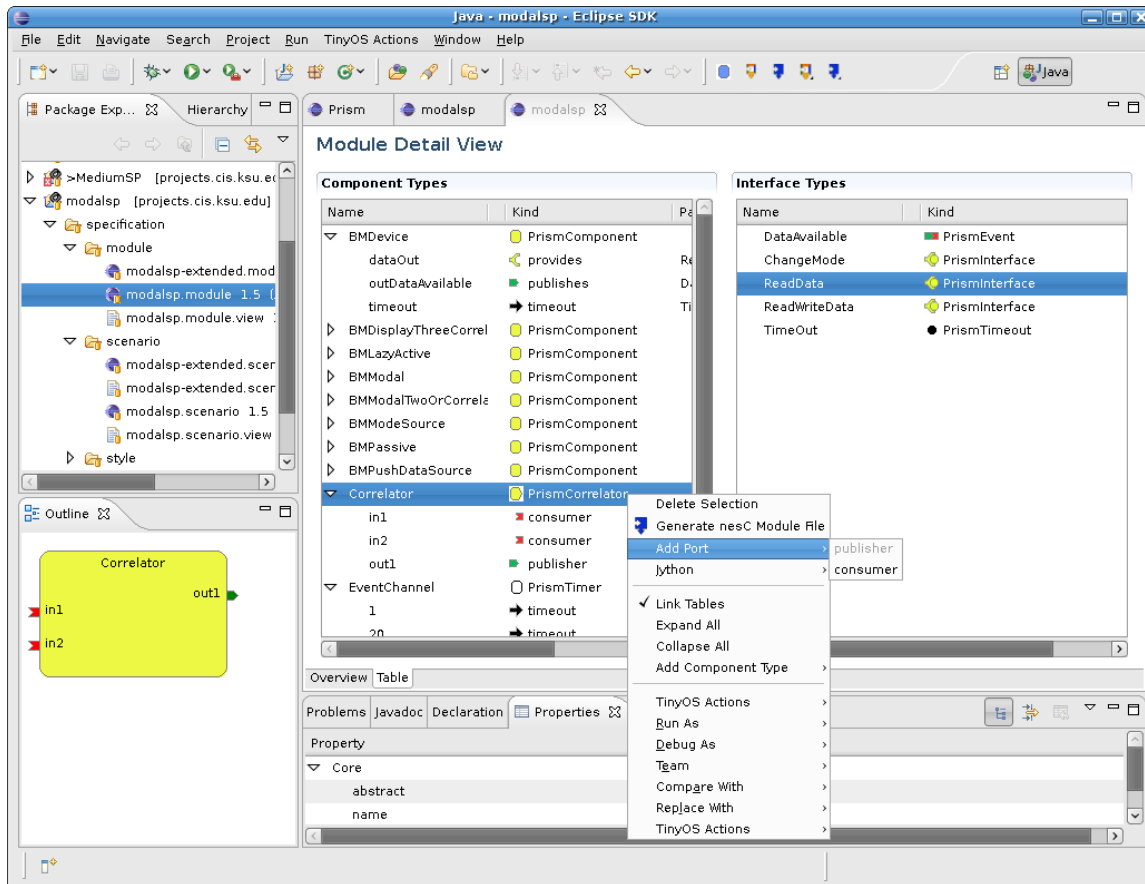 Java - modalsp - Eclipse SDK
File Edit Navigate Search Project Run TinyOS Actions Window Help
Java
Package Exp... Hierarchy
>MediumSP [projects.cis.ksu.ed
modalsp [projects.cis.ksu.edu]
specification
module
modalsp-extended.mod
modalsp.module 1.5
modalsp.module.view
scenario
modalsp-extended.scer
modalsp-extended.scer
modalsp.scenario 1.5
modalsp.scenario.view
style
Outline
Correlator
out1
in1
in2
Prism modalsp modalsp
Module Detail View
Component Types
Name Kind Pa
BMDevice PrismComponent
dataOut provides Re
outDataAvailable publishes Da
timeout timeout Ti
BMDisplayThreeCorrel PrismComponent
BMLazyActive PrismComponent
BMModal PrismComponent
BMModalTwoOrCorrela PrismComponent
BMModeSource PrismComponent
BMPassive PrismComponent
BMPushDataSource PrismComponent
Correlator PrismCorrelator
in1 consumer
in2 consumer
out1 publisher
EventChannel PrismTimer
1 timeout
20 timeout
Overview Table
Interface Types
Name Kind
DataAvailable PrismEvent
ChangeMode PrismInterface
ReadData PrismInterface
ReadWriteData PrismInterface
TimeOut PrismTimeout
Delete Selection
Generate nesC Module File
Add Port
Jython
Link Tables
Expand All
Collapse All
Add Component Type
TinyOS Actions
Run As
Debug As
Team
Compare With
Replace With
TinyOS Actions
publisher
consumer
Problems Javadoc Declaration Properties
Property
Core
abstract
name